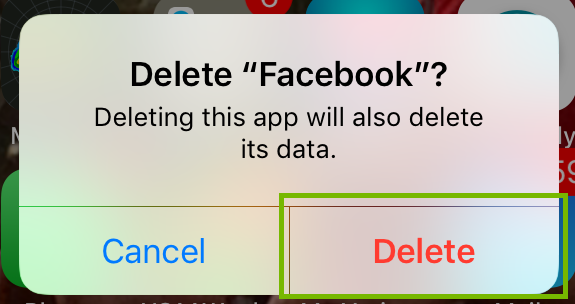 Delete “Facebook”?
Deleting this app will also delete
its data.
Cancel
Delete